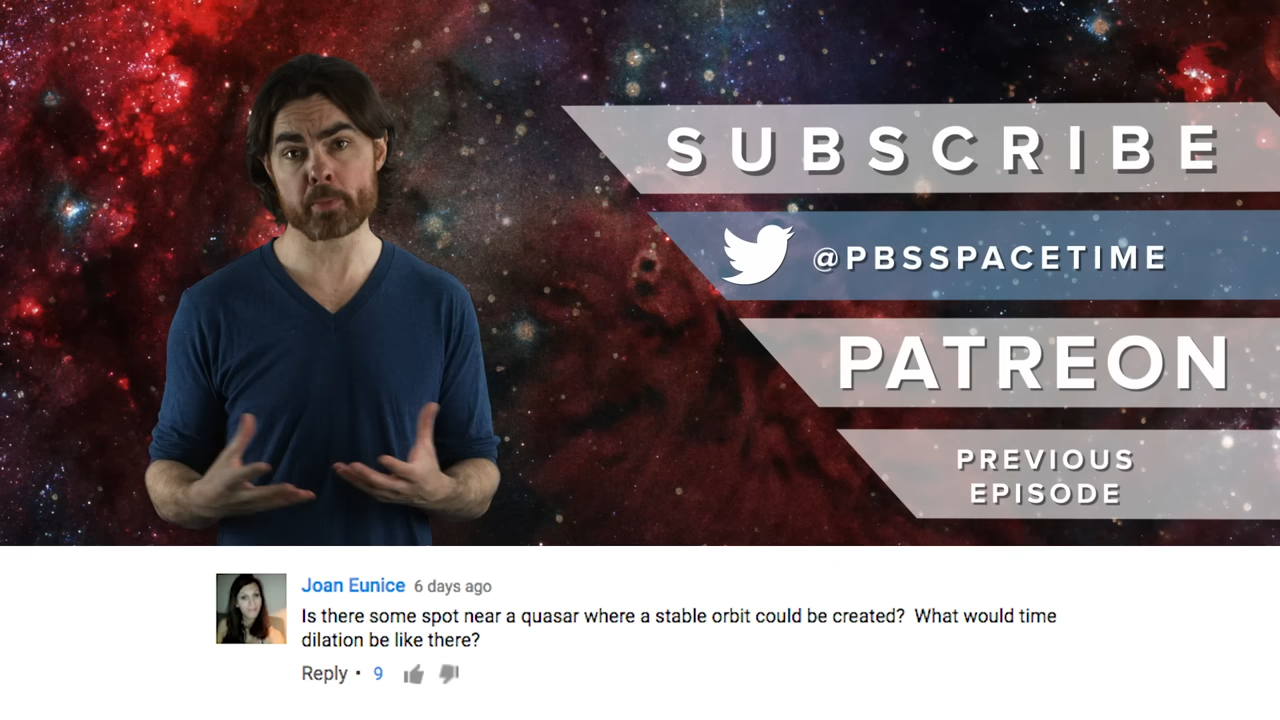 SUBSCRIBE
@PBSSPACETIME
PATREON
PREVIOUS
EPISODE
Joan Eunice 6 days ago
Is there some spot near a quasar where a stable orbit could be created? What would time
dilation be like there?
Reply • 9